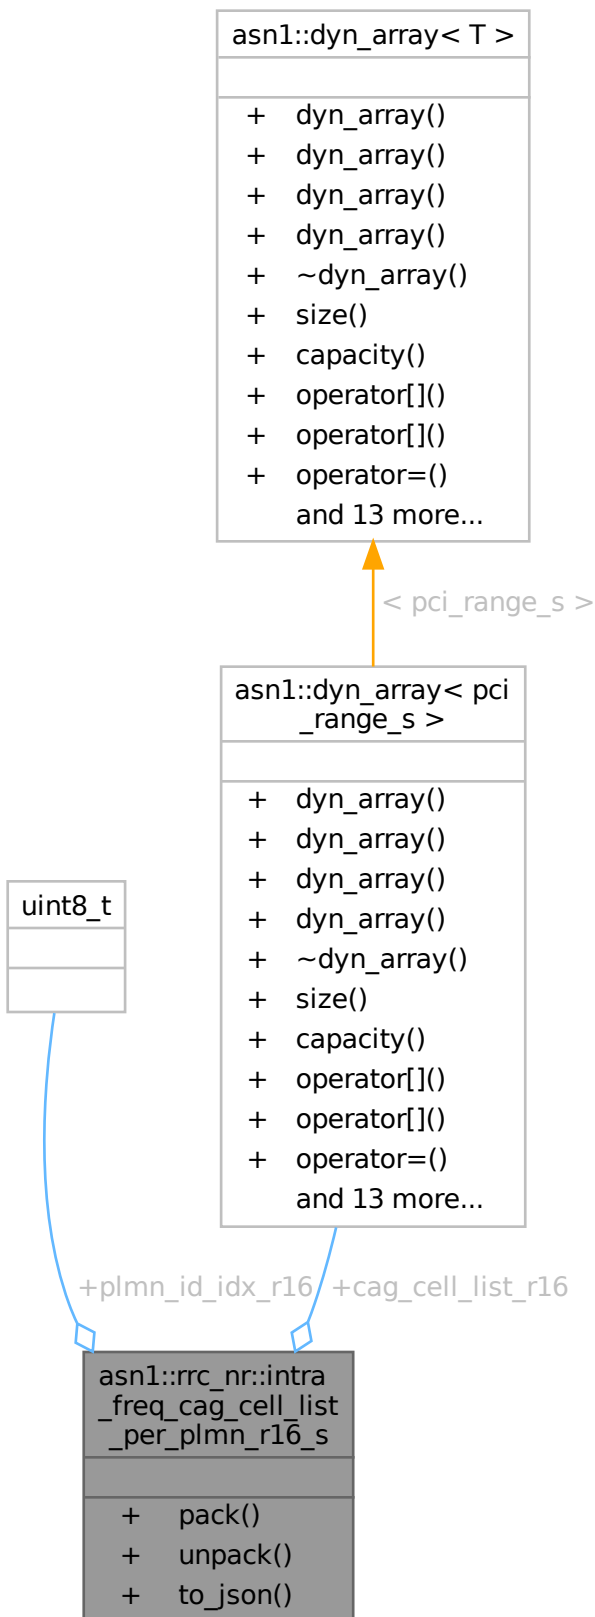 asn1::dyn_array< T >
+ dyn_array()
+ dyn_array()
+ dyn_array()
+ dyn_array()
+ ~dyn_array()
+ size()
+ capacity()
+ operator[]()
+ operator[]()
+ operator=()
and 13 more...
< pci_range_s >
asn1::dyn_array< pci
_range_s >
+ dyn_array()
+ dyn_array()
+ dyn_array()
+ dyn_array()
+ ~dyn_array()
+ size()
+ capacity()
+ operator[]()
+ operator[]()
+ operator=()
and 13 more...
uint8_t
+plmn_id_idx_r16
+cag_cell_list_r16
asn1::rrc_nr::intra
_freq_cag_cell_list
_per_plmn_r16_s
+ pack()
+ unpack()
+ to_json()